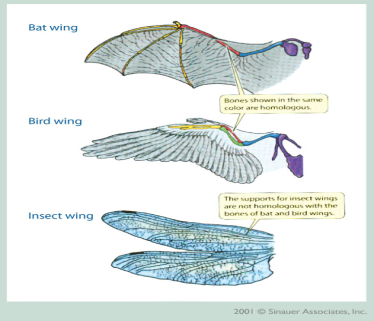 Bat wing
Bones shown in the same
color are homologous.
Bird wing
The supports for insect wings
are not homologous with the
bones of bat and bird wings.
Insect wing
2001 © Sinauer Associates, Inc.